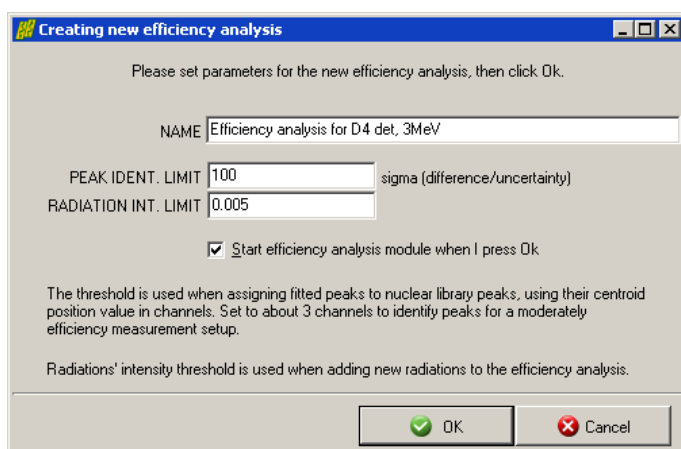 Creating new efficiency analysis
Please set parameters for the new efficiency analysis, then click Ok.
NAME Efficiency analysis for D4 det, 3MeV
PEAK IDENT. LIMIT 100 sigma (difference/uncertainty)
RADIATION INT. LIMIT 0.005
Start efficiency analysis module when I press Ok
The threshold is used when assigning fitted peaks to nuclear library peaks, using their centroid
position value in channels. Set to about 3 channels to identify peaks for a moderately
efficiency measurement setup.
Radiations' intensity threshold is used when adding new radiations to the efficiency analysis.
OK Cancel